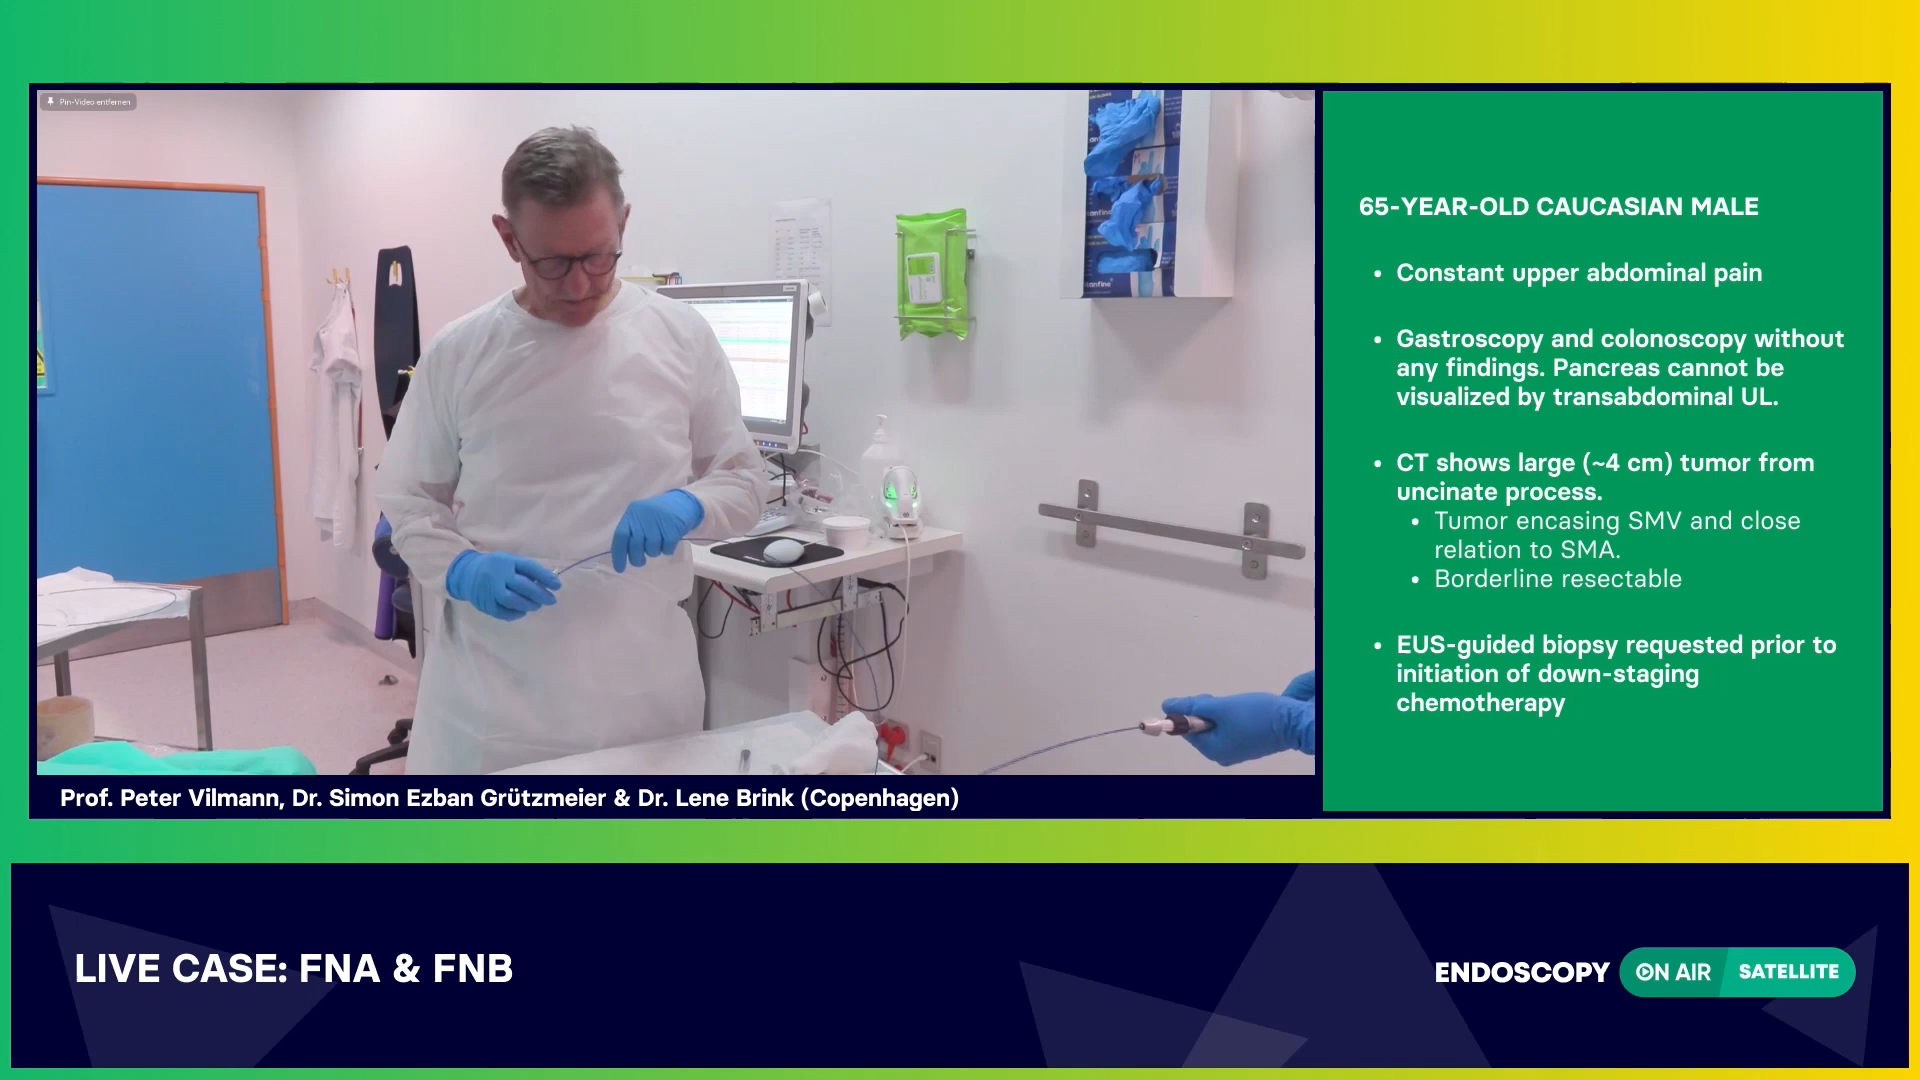 Pin-Video entfernen
65-YEAR-OLD CAUCASIAN MALE
• Constant upper abdominal pain
• Gastroscopy and colonoscopy without
any findings. Pancreas cannot be
visualized by transabdominal UL.
• CT shows large (~4 cm) tumor from
uncinate process.
• Tumor encasing SMV and close
relation to SMA.
• Borderline resectable
• EUS-guided biopsy requested prior to
initiation of down-staging
chemotherapy
Prof. Peter Vilmann, Dr. Simon Ezban Grützmeier & Dr. Lene Brink (Copenhagen)
LIVE CASE: FNA & FNB
ENDOSCOPY ON AIR SATELLITE